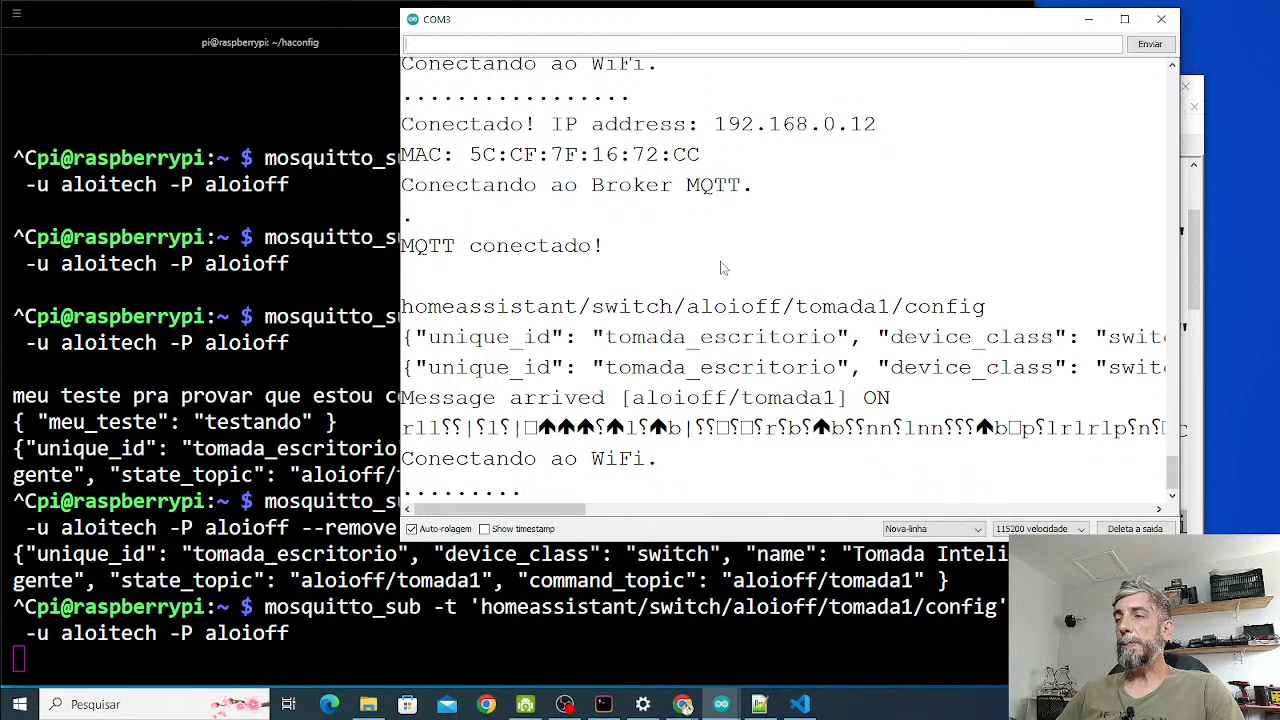 pi@raspberrypi: ~/haconfig
^Cpi@raspberrypi:~ $ mosquitto_s
-u aloitech -P aloioff
^Cpi@raspberrypi:~ $ mosquitto_s
-u aloitech -P aloioff
^Cpi@raspberrypi:~ $ mosquitto_s
-u aloitech -P aloioff
meu teste pra provar que estou c
{ "meu_teste": "testando" }
{"unique_id": "tomada_escritorio
gente", "state_topic": "aloioff/
^Cpi@raspberrypi:~ $ mosquitto_s
-u aloitech -P aloioff --remove
{"unique_id": "tomada_escritorio", "device_class": "switch", "name": "Tomada Inteli
gente", "state_topic": "aloioff/tomada1", "command_topic": "aloioff/tomada1" }
^Cpi@raspberrypi:~ $ mosquitto_sub -t 'homeassistant/switch/aloioff/tomada1/config'
-u aloitech -P aloioff
COM3
Enviar
Conectando ao WiFi.
.................
Conectado! IP address: 192.168.0.12
MAC: 5C:CF:7F:16:72:CC
Conectando ao Broker MQTT.
.
MQTT conectado!
homeassistant/switch/aloioff/tomada1/config
{"unique_id": "tomada_escritorio", "device_class": "switc
{"unique_id": "tomada_escritorio", "device_class": "switc
Message arrived [aloioff/tomada1] ON
Conectando ao WiFi.
.........
Auto-rolagem Show timestamp Nova-linha 115200 velocidade Deleta a saida
Pesquisar